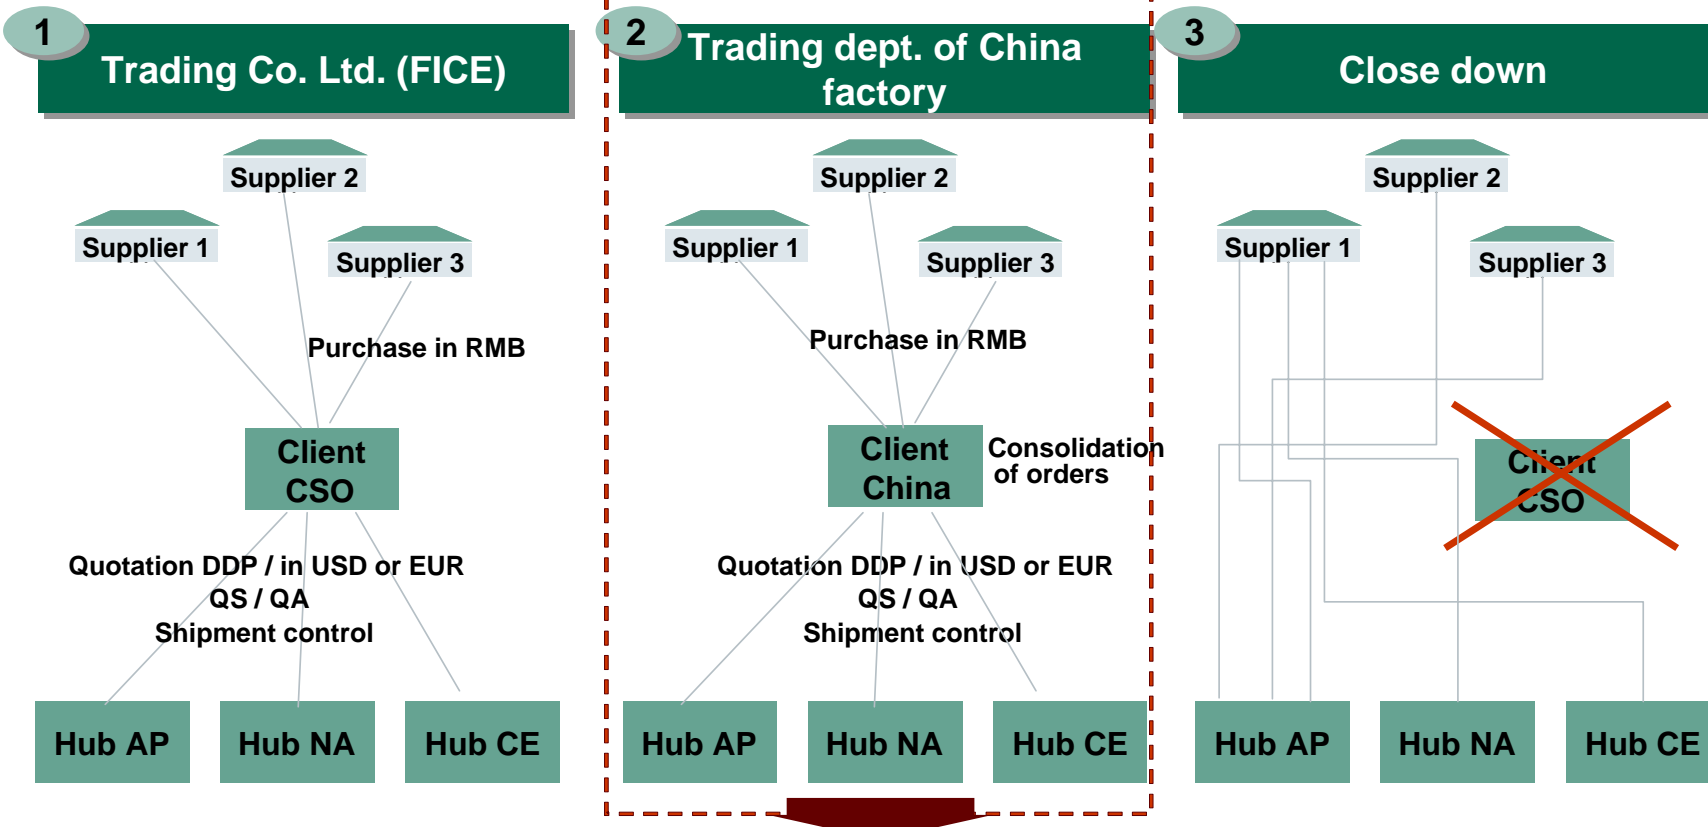 1
Trading Co. Ltd. (FICE)
Supplier 2
Supplier 1
Supplier 3
Purchase in RMB
Client
CSO
Quotation DDP / in USD or EUR
QS / QA
Shipment control
Hub AP
Hub NA
Hub CE
2
Trading dept. of China
factory
Supplier 2
Supplier 1
Supplier 3
Purchase in RMB
Client
China
Consolidation
of orders
Quotation DDP / in USD or EUR
QS / QA
Shipment control
Hub AP
Hub NA
Hub CE
3
Close down
Supplier 2
Supplier 1
Supplier 3
Client
CSO
Hub AP
Hub NA
Hub CE